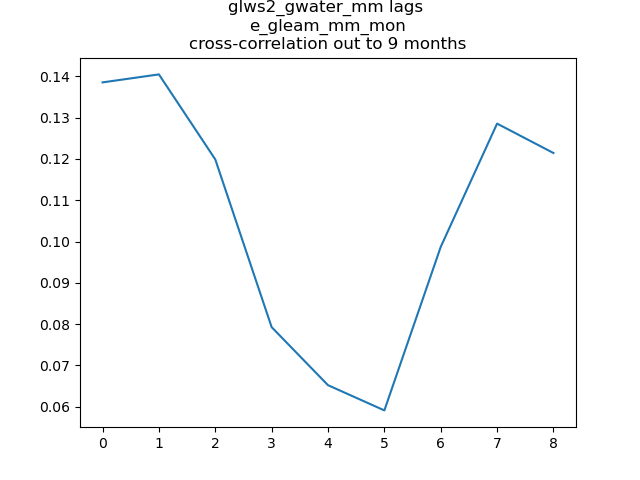 glws2_gwater_mm lags
e_gleam_mm_mon
cross-correlation out to 9 months
0.14
0.13
0.12
0.11
0.10
0.09
0.08
0.07
0.06
0 1 2 3 4 5 6 7 8